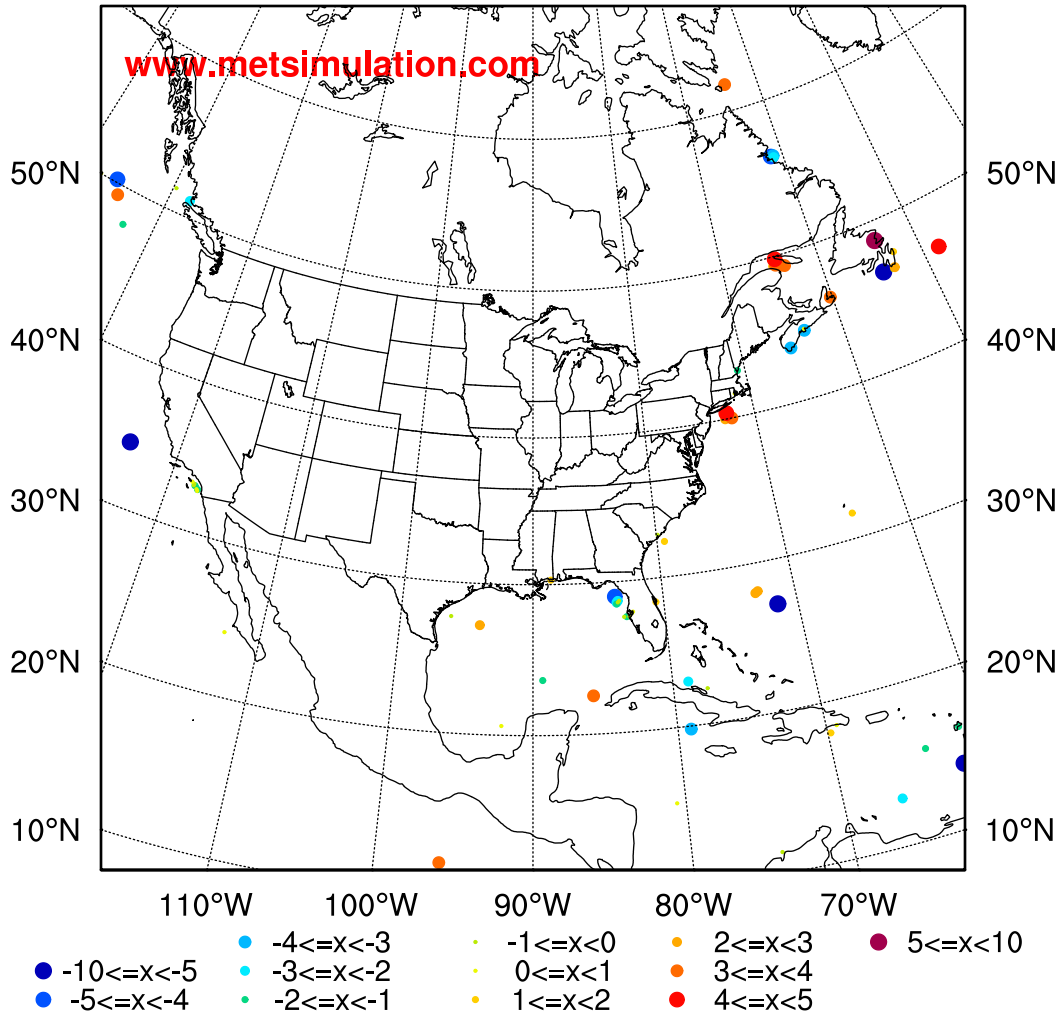 www.metsimulation.com
50°N 50°N
40°N 40°N
30°N 30°N
20°N 20°N
10°N 10°N
110°W 100°W 90°W 80°W 70°W
-4<=x<-3 -1<=x<0 2<=x<3 5<=x<10
-10<=x<-5 -3<=x<-2 0<=x<1 3<=x<4
-5<=x<-4 -2<=x<-1 1<=x<2 4<=x<5